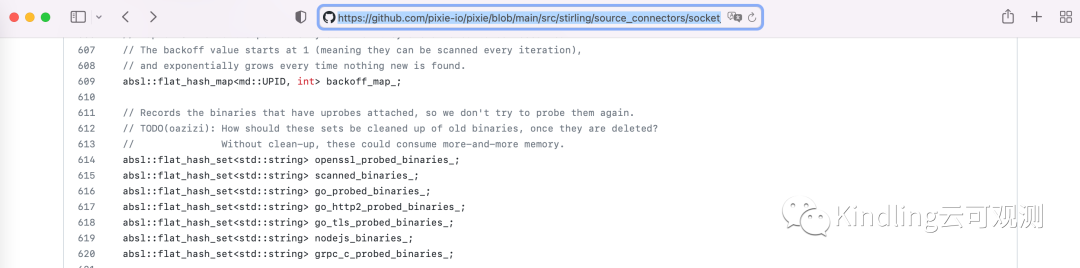 https://github.com/pixie-io/pixie/blob/main/src/stirling/source_connectors/socket_
607 // The backoff value starts at 1 (meaning they can be scanned every iteration),
608 // and exponentially grows every time nothing new is found.
609 absl::flat_hash_map<md::UPID, int> backoff_map_;
610
611 // Records the binaries that have uprobes attached, so we don't try to probe them again.
612 // TODO(oazizi): How should these sets be cleaned up of old binaries, once they are deleted?
613 // Without clean-up, these could consume more-and-more memory.
614 absl::flat_hash_set<std::string> openssl_probed_binaries_;
615 absl::flat_hash_set<std::string> scanned_binaries_;
616 absl::flat_hash_set<std::string> go_probed_binaries_;
617 absl::flat_hash_set<std::string> go_http2_probed_binaries_;
618 absl::flat_hash_set<std::string> go_tls_probed_binaries_;
619 absl::flat_hash_set<std::string> nodejs_binaries_;
620 absl::flat_hash_set<std::string> grpc_c_probed_binaries_;
Kindling云可观测